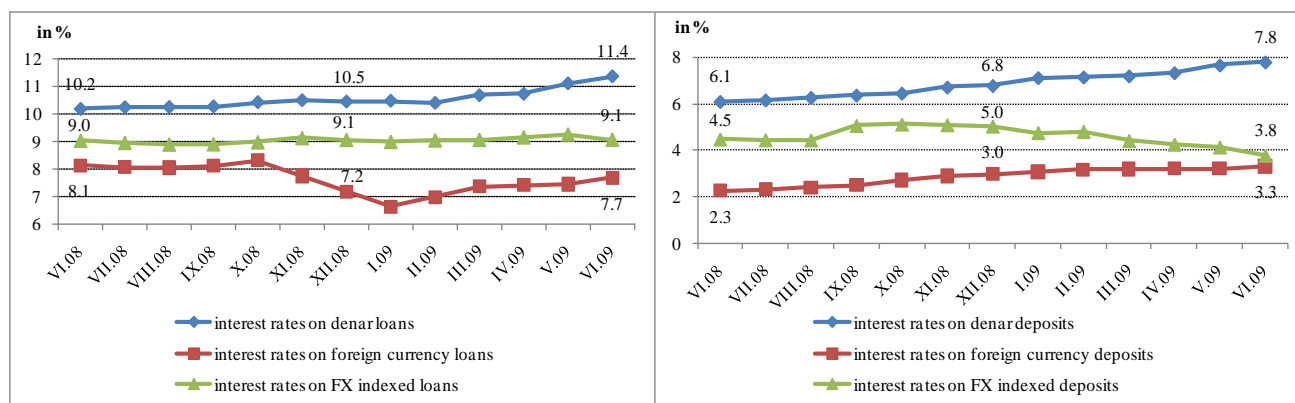 in %
12
11
10
9
8
7
6
10.2
10.5
11.4
9.0
9.1
9.1
8.1
7.2
7.7
VI.08
VII.08
VIII.08
IX.08
X.08
XI.08
XII.08
I.09
II.09
III.09
IV.09
V.09
VI.09
interest rates on denar loans
interest rates on foreign currency loans
interest rates on FX indexed loans
in %
8
6
4
2
0
6.1
6.8
7.8
4.5
5.0
3.8
2.3
3.0
3.3
VI.08
VII.08
VIII.08
IX.08
X.08
XI.08
XII.08
I.09
II.09
III.09
IV.09
V.09
VI.09
interest rates on denar deposits
interest rates on foreign currency deposits
interest rates on FX indexed deposits